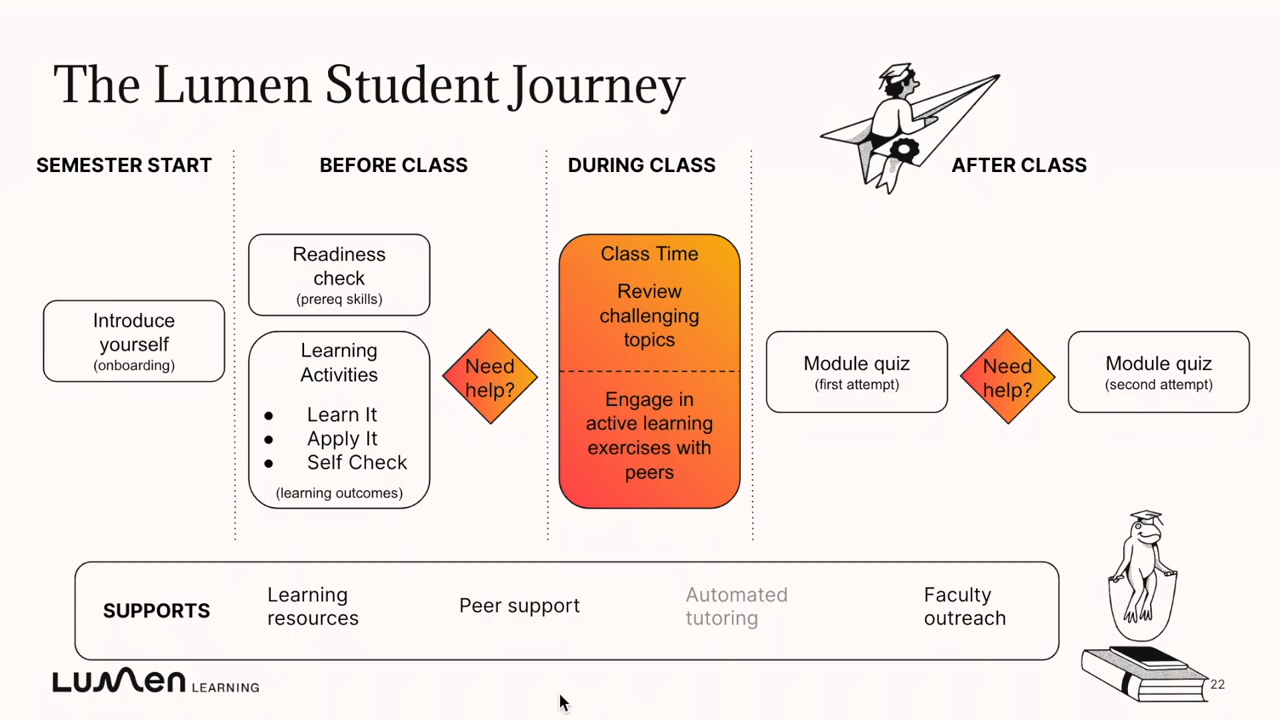 The Lumen Student Journey
SEMESTER START
BEFORE CLASS
DURING CLASS
AFTER CLASS
Introduce
yourself
(onboarding)
Readiness
check
(prereq skills)
Learning
Activities
● Learn It
● Apply It
● Self Check
(learning outcomes)
Need
help?
Class Time
Review
challenging
topics
Engage in
active learning
exercises with
peers
Module quiz
(first attempt)
Need
help?
Module quiz
(second attempt)
SUPPORTS
Learning
resources
Peer support
Automated
tutoring
Faculty
outreach
Lumen LEARNING
22